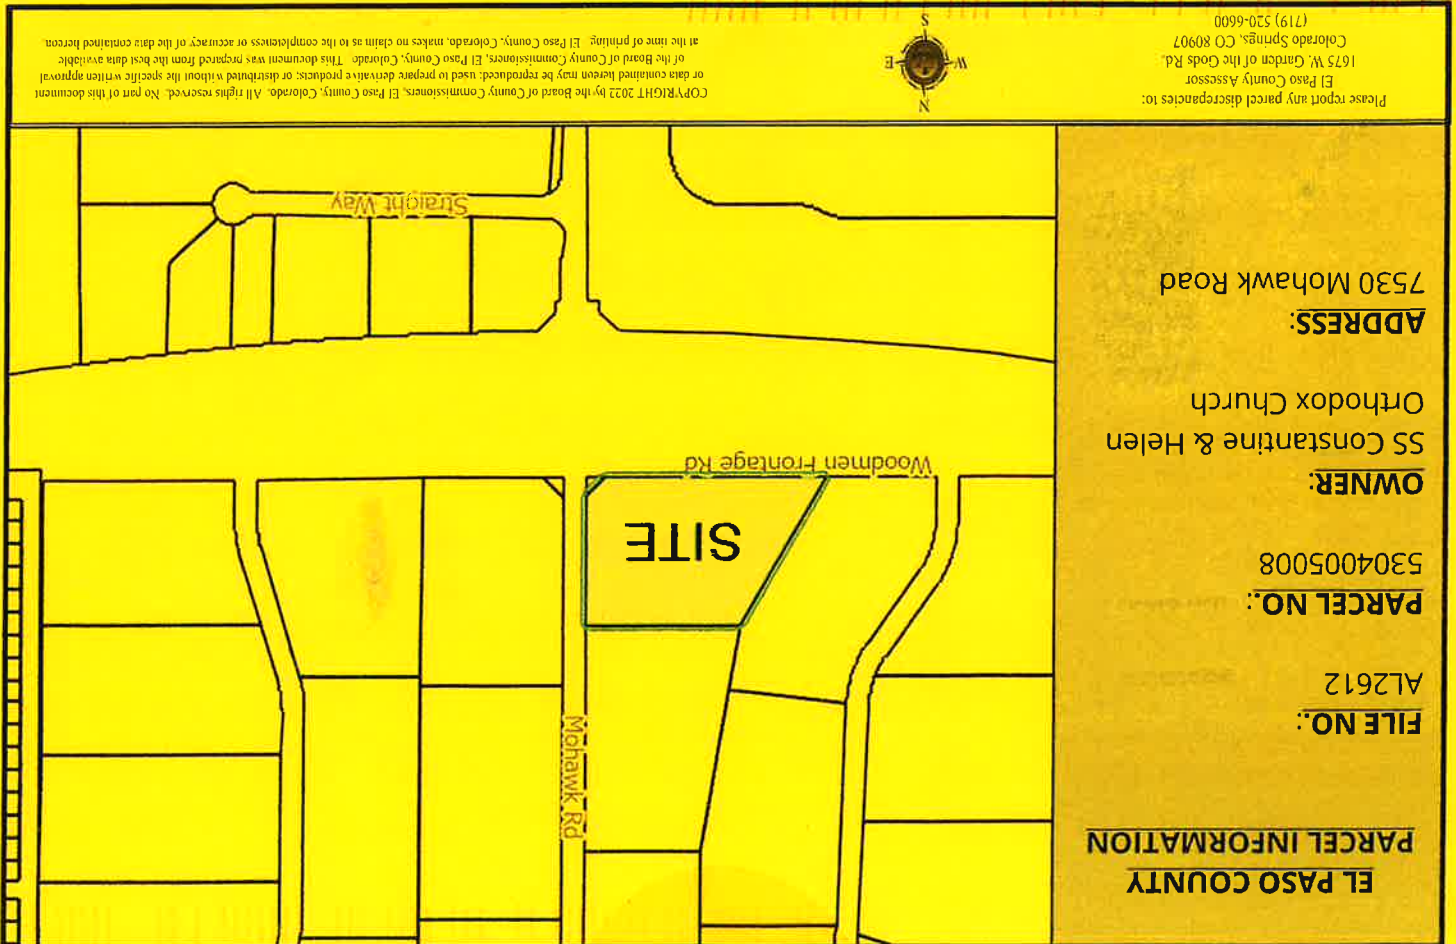 EL PASO COUNTY
PARCEL INFORMATION
FILE NO.:
AL2612
PARCEL NO.:
5304005008
OWNER:
SS Constantine & Helen
Orthodox Church
ADDRESS:
7530 Mohawk Road
Mohawk Rd
SITE
Woodmen Frontage Rd
Straight Way
Please report any parcel discrepancies to:
El Paso County Assessor
1675 W. Garden of the Gods Rd.
Colorado Springs, CO 80907
(719) 520-6600
N
W
E
S
COPYRIGHT 2022 by the Board of County Commissioners, El Paso County, Colorado. All rights reserved. No part of this document
or data contained hereon may be reproduced; used to prepare derivative products; or distributed without the specific written approval
of the Board of County Commissioners, El Paso County, Colorado. This document was prepared from the best data available
at the time of printing. El Paso County, Colorado, makes no claim as to the completeness or accuracy of the data contained hereon.